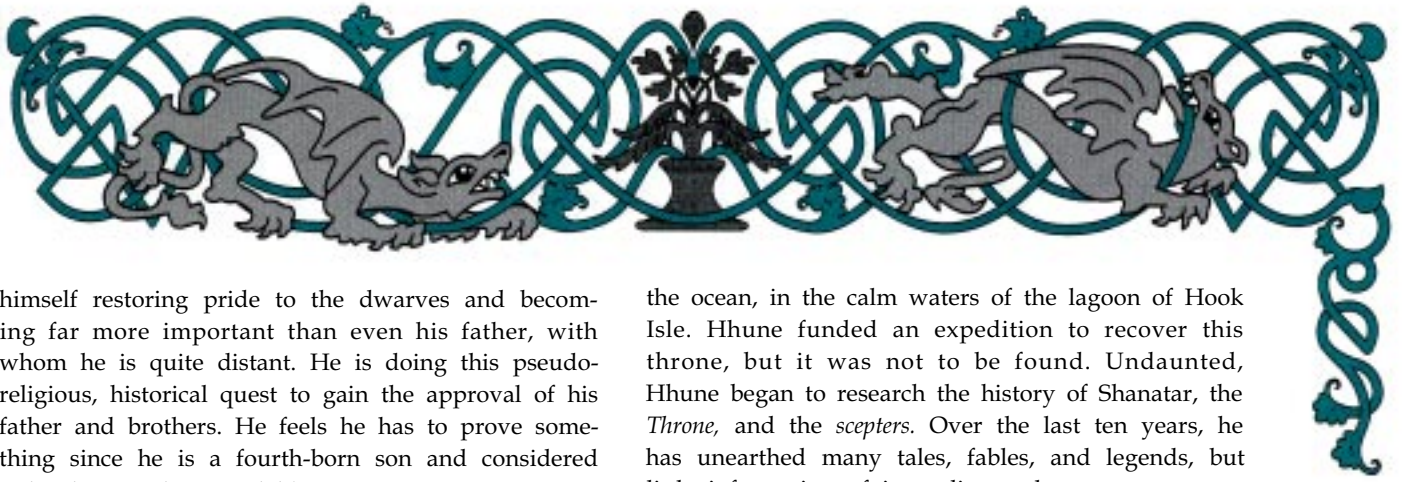 himself restoring pride to the dwarves and becom-
ing far more important than even his father, with
whom he is quite distant. He is doing this pseudo-
religious, historical quest to gain the approval of his
father and brothers. He feels he has to prove some-
thing since he is a fourth-born son and considered
the ocean, in the calm waters of the lagoon of Hook
Isle. Hhune funded an expedition to recover this
throne, but it was not to be found. Undaunted,
Hhune began to research the history of Shanatar, the
Throne, and the scepters. Over the last ten years, he
has unearthed many tales, fables, and legends, but